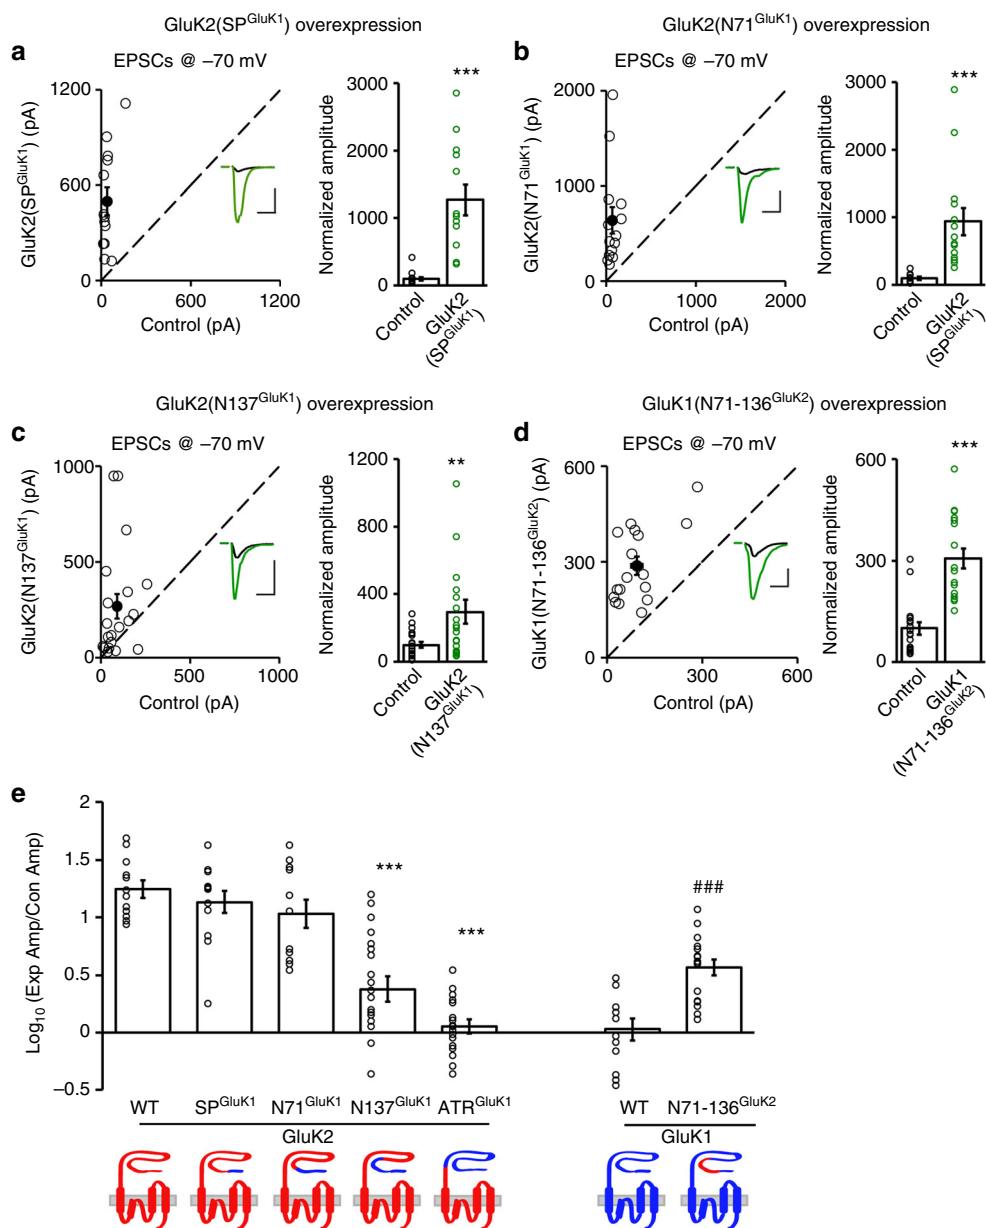 GluK2(SP^GluK1) overexpression
a
EPSCs @ –70 mV
GluK2(SP^GluK1) (pA)
1200
600
0
0
600
1200
Control (pA)
Normalized amplitude
3000
2000
1000
0
***
Control
GluK2
(SP^GluK1)
GluK2(N71^GluK1) overexpression
b
EPSCs @ –70 mV
GluK2(N71^GluK1) (pA)
2000
1000
0
0
1000
2000
Control (pA)
Normalized amplitude
3000
2000
1000
0
***
Control
GluK2
(SP^GluK1)
GluK2(N137^GluK1) overexpression
c
EPSCs @ –70 mV
GluK2(N137^GluK1) (pA)
1000
500
0
0
500
1000
Control (pA)
Normalized amplitude
1200
800
400
0
**
Control
GluK2
(N137^GluK1)
GluK1(N71-136^GluK2) overexpression
d
EPSCs @ –70 mV
GluK1(N71-136^GluK2) (pA)
600
300
0
0
300
600
Control (pA)
Normalized amplitude
600
300
0
***
Control
GluK1
(N71-136^GluK2)
e
Log10 (Exp Amp/Con Amp)
2
1.5
1
0.5
0
–0.5
***
***
###
WT SP^GluK1 N71^GluK1 N137^GluK1 ATR^GluK1 WT N71-136^GluK2
GluK2 GluK1